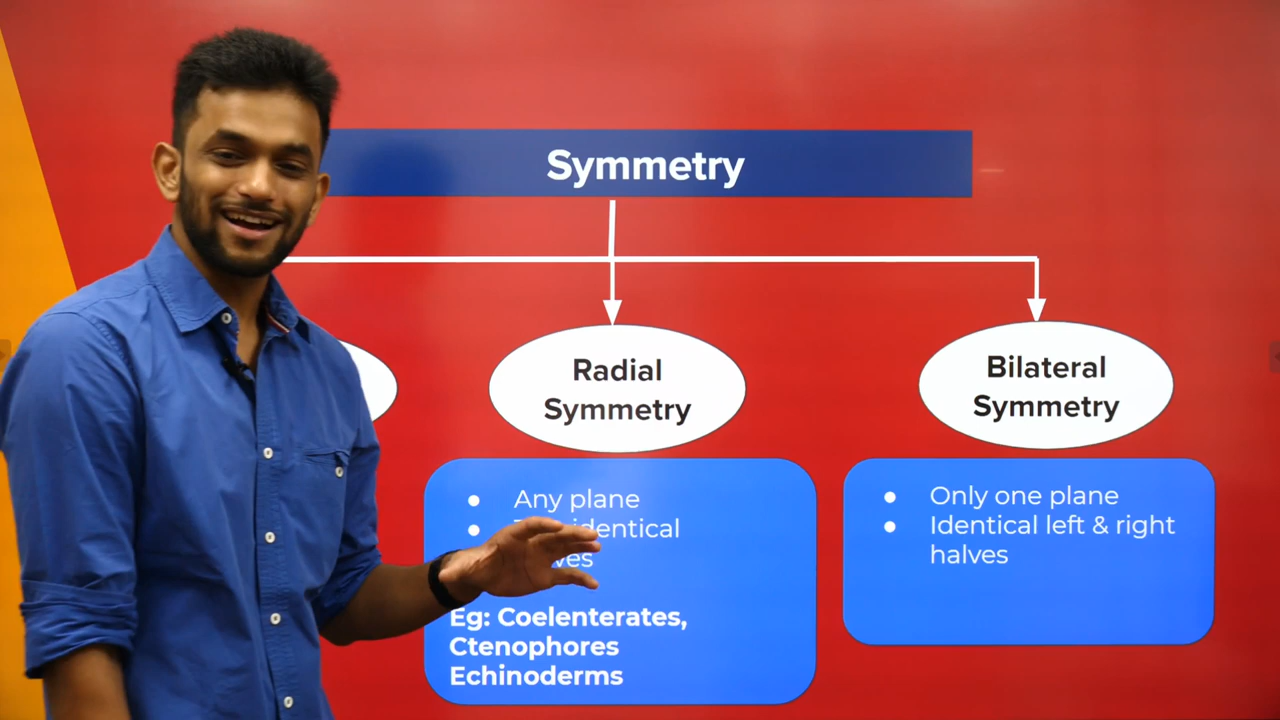 Symmetry
Radial
Symmetry
Bilateral
Symmetry
Any plane
identical
Eg: Coelenterates,
Ctenophores
Echinoderms
Only one plane
Identical left & right
halves